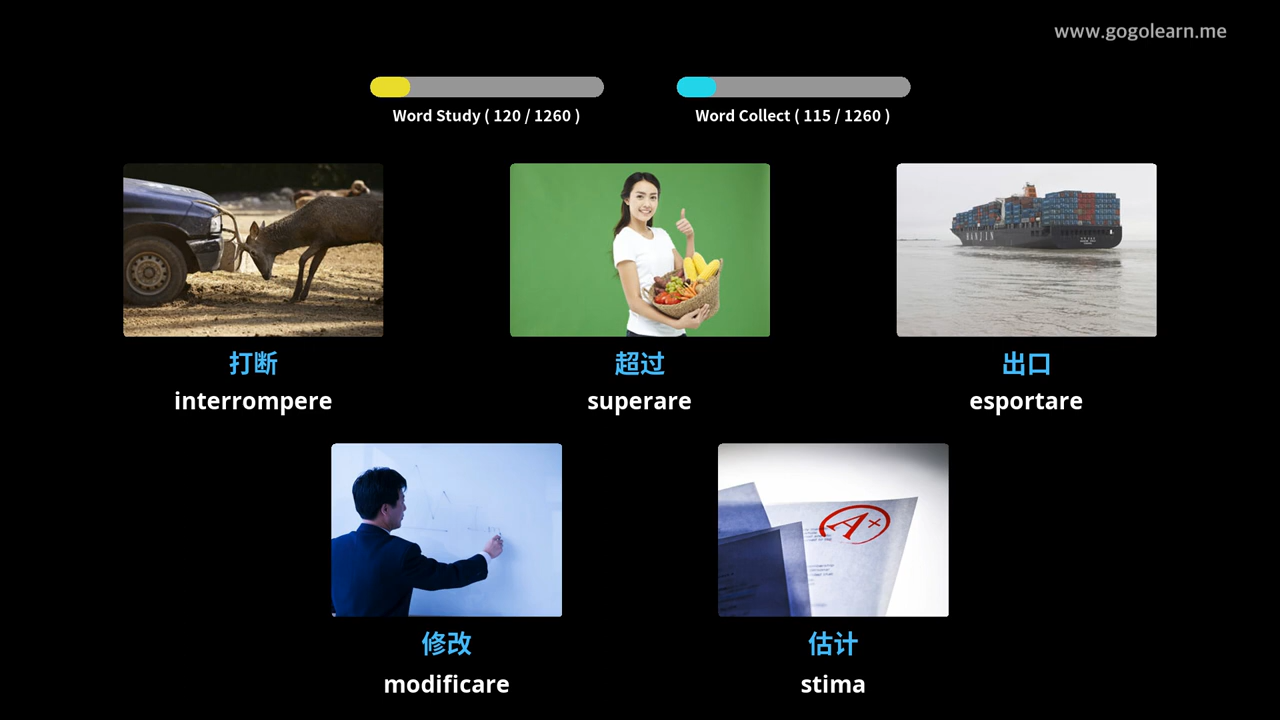 www.gogolearn.me
Word Study ( 120 / 1260 )
Word Collect ( 115 / 1260 )
HANJIN
打断
超过
出口
interrompere
superare
esportare
A+
修改
估计
modificare
stima